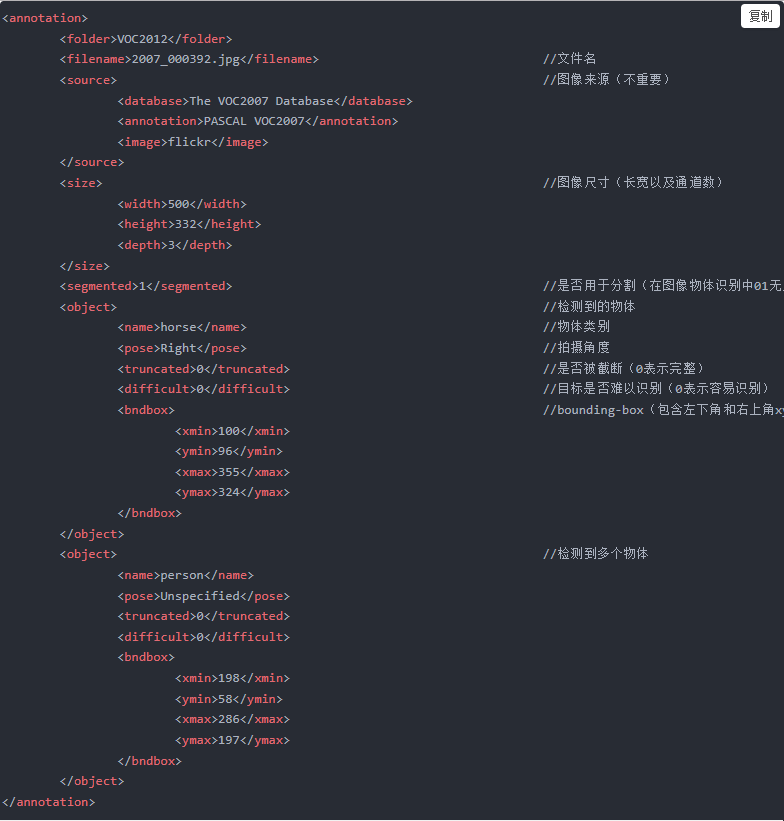 复制
<annotation>
<folder>VOC2012</folder>
<filename>2007_000392.jpg</filename> //文件名
<source> //图像来源（不重要）
<database>The VOC2007 Database</database>
<annotation>PASCAL VOC2007</annotation>
<image>flickr</image>
</source>
<size> //图像尺寸（长宽以及通道数）
<width>500</width>
<height>332</height>
<depth>3</depth>
</size>
<segmented>1</segmented> //是否用于分割（在图像物体识别中01无
<object> //检测到的物体
<name>horse</name> //物体类别
<pose>Right</pose> //拍摄角度
<truncated>0</truncated> //是否被截断（0表示完整）
<difficult>0</difficult> //目标是否难以识别（0表示容易识别）
<bndbox> //bounding-box（包含左下角和右上角xy
<xmin>100</xmin>
<ymin>96</ymin>
<xmax>355</xmax>
<ymax>324</ymax>
</bndbox>
</object>
<object> //检测到多个物体
<name>person</name>
<pose>Unspecified</pose>
<truncated>0</truncated>
<difficult>0</difficult>
<bndbox>
<xmin>198</xmin>
<ymin>58</ymin>
<xmax>286</xmax>
<ymax>197</ymax>
</bndbox>
</object>
</annotation>